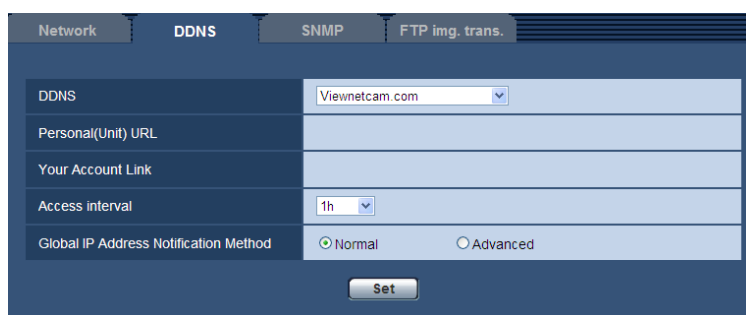 Network DDNS SNMP FTP img. trans.
DDNS Viewnetcam.com
Personal(Unit) URL
Your Account Link
Access interval 1h
Global IP Address Notification Method Normal Advanced
Set